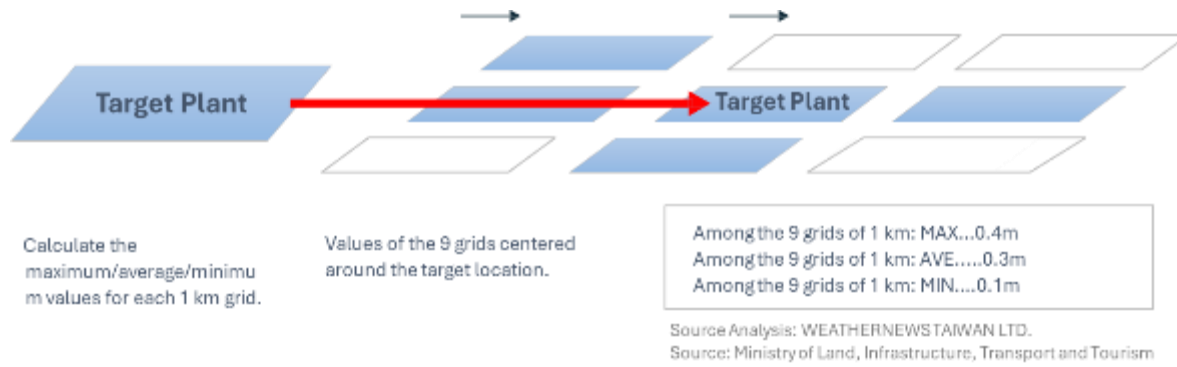 Target Plant
Target Plant
Calculate the
maximum/average/minimu
m values for each 1 km grid.
Values of the 9 grids centered
around the target location.
Among the 9 grids of 1 km: MAX...0.4m
Among the 9 grids of 1 km: AVE.....0.3m
Among the 9 grids of 1 km: MIN....0.1m
Source Analysis: WEATHERNEWS TAIWAN LTD.
Source: Ministry of Land, Infrastructure, Transport and Tourism